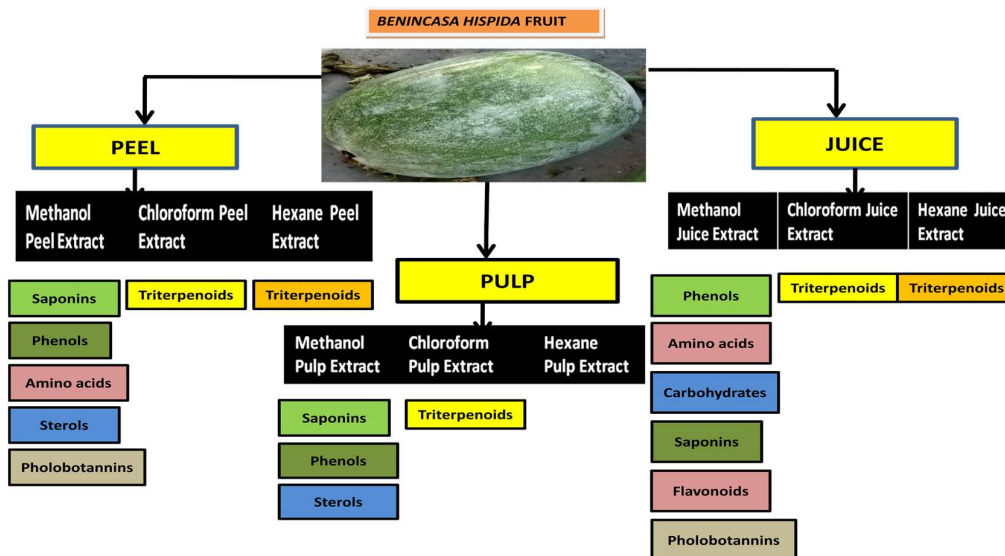 BENINCASA HISPIDA FRUIT
PEEL
Methanol
Peel Extract
Chloroform Peel
Extract
Hexane Peel
Extract
Saponins
Triterpenoids
Triterpenoids
Phenols
Amino acids
Sterols
Pholobotannins
PULP
Methanol
Pulp Extract
Chloroform
Pulp Extract
Hexane
Pulp Extract
Saponins
Triterpenoids
Phenols
Sterols
JUICE
Methanol
Juice Extract
Chloroform Juice
Extract
Hexane Juice
Extract
Phenols
Triterpenoids
Triterpenoids
Amino acids
Carbohydrates
Saponins
Flavonoids
Pholobotannins